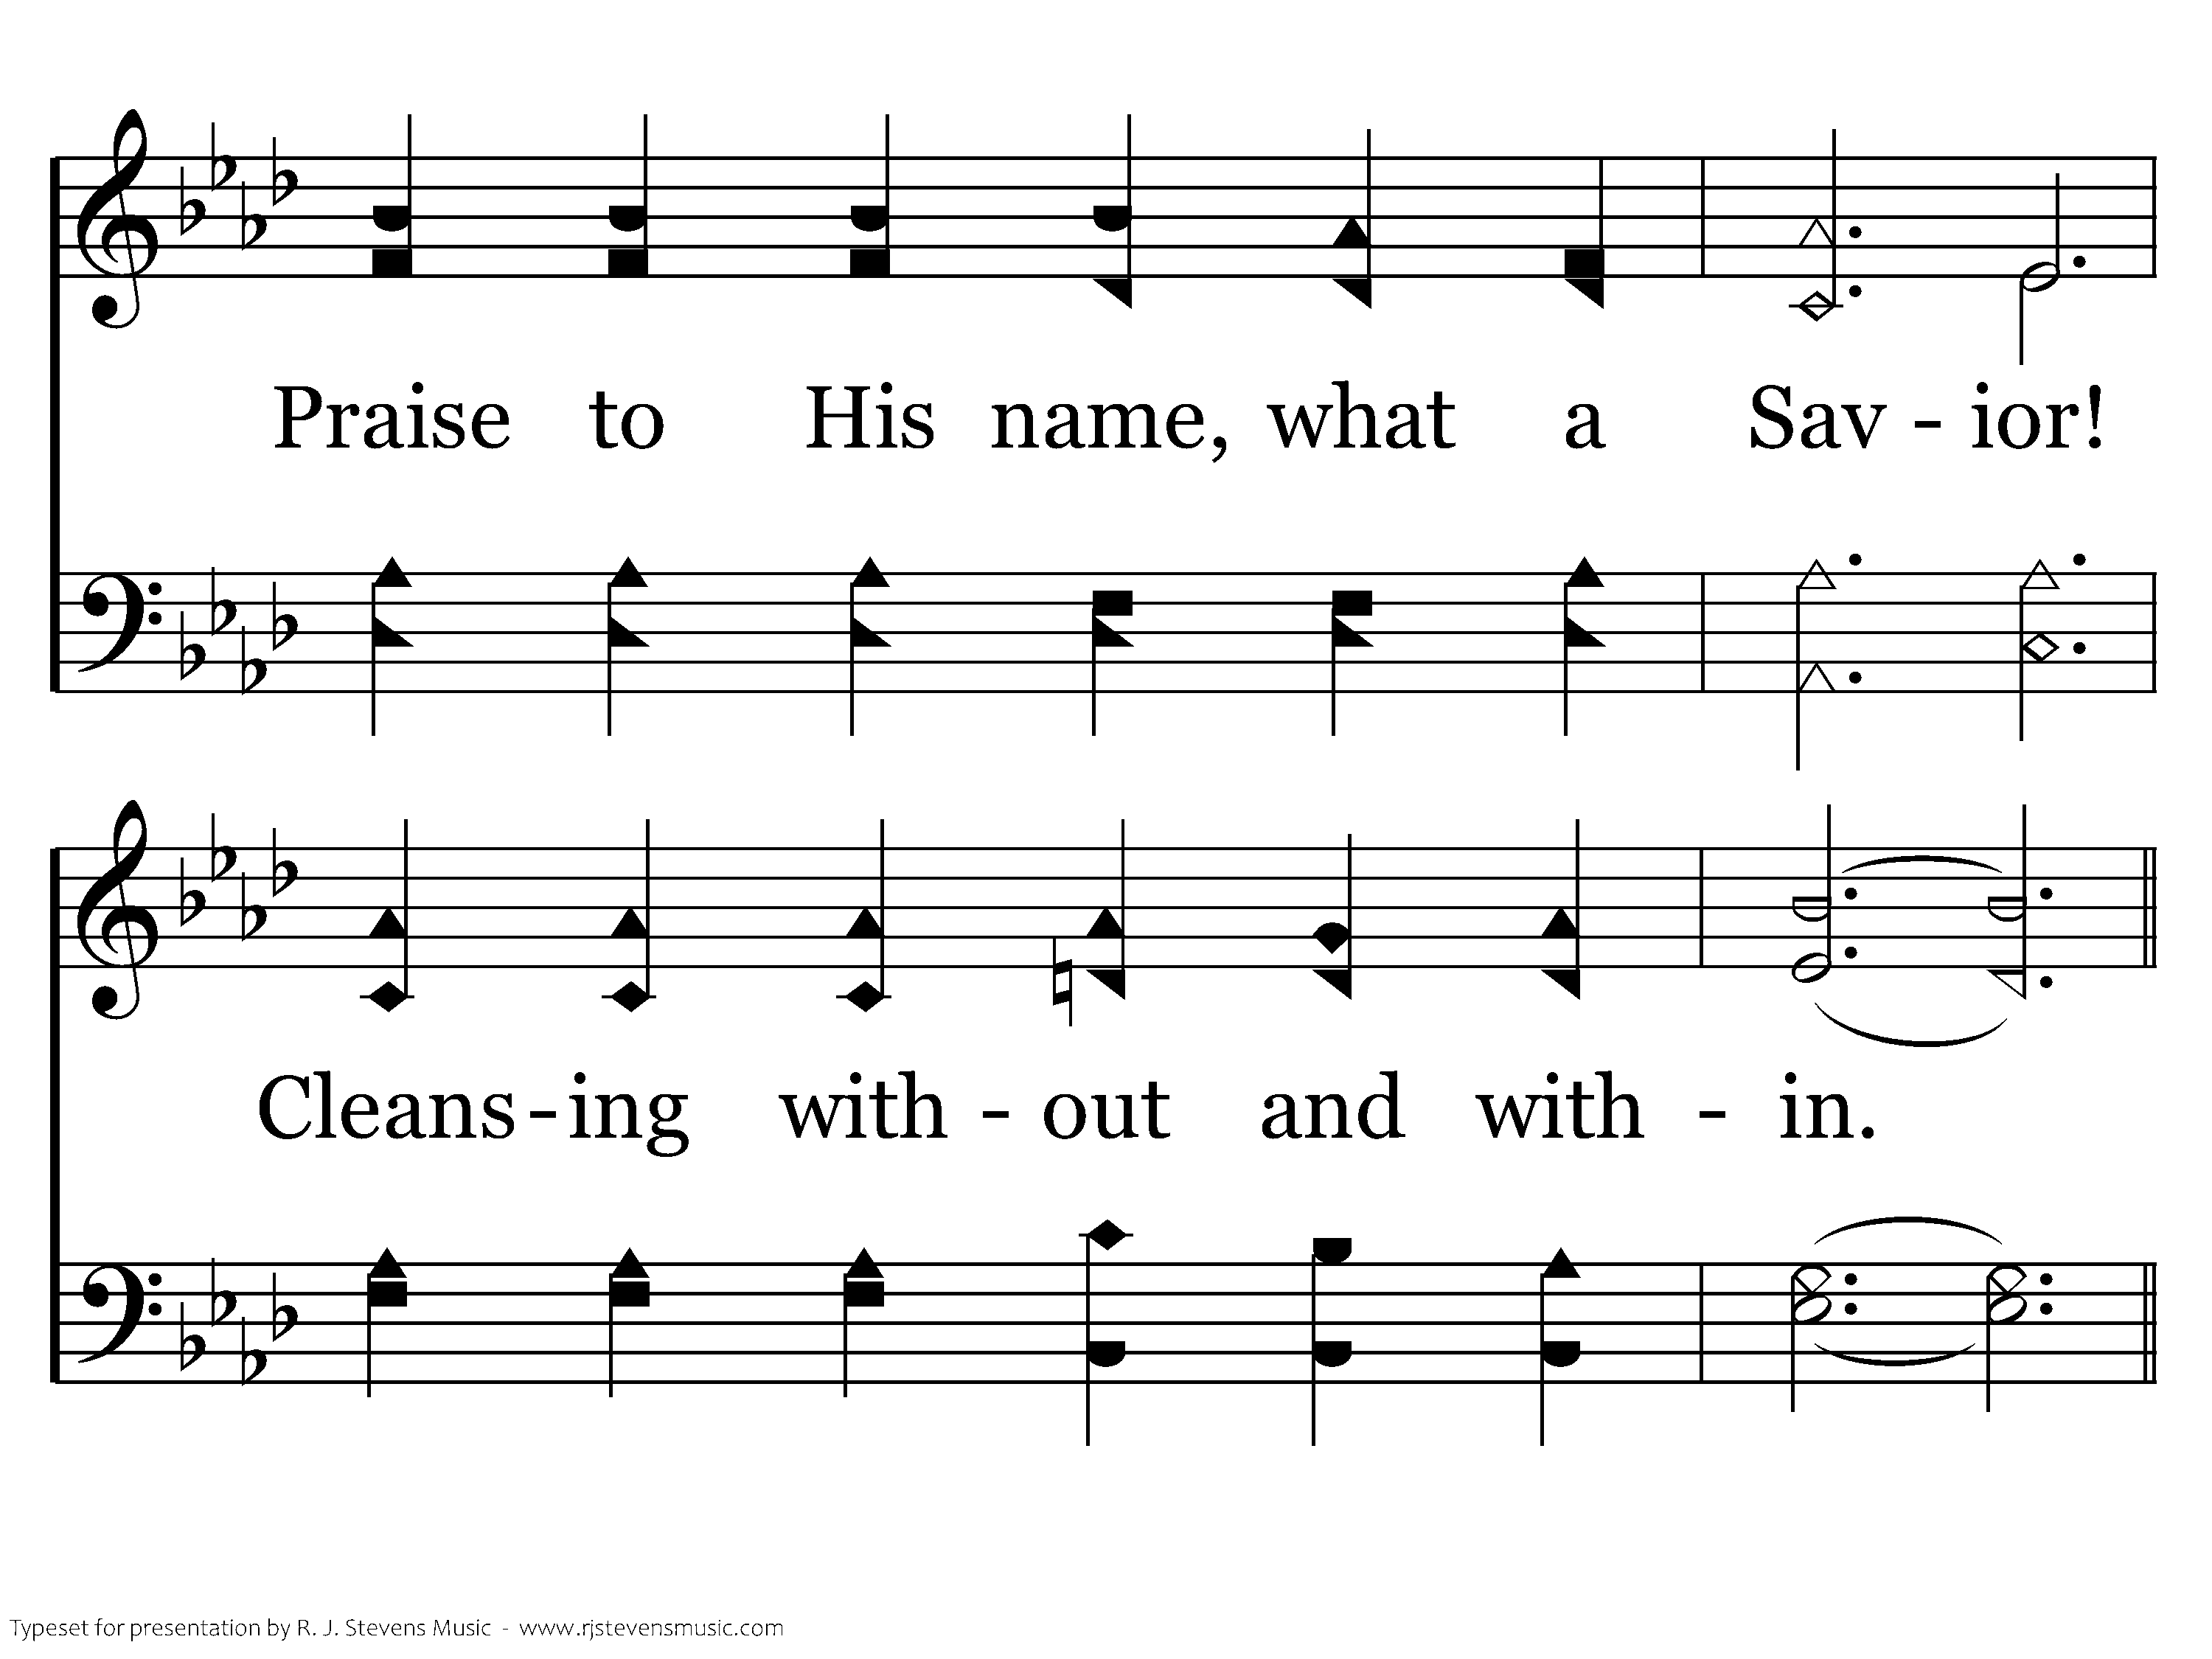 Praise to His name, what a Sav - ior!
Cleans - ing with - out and with - in.
Typeset for presentation by R. J. Stevens Music - www.rjstevensmusic.com